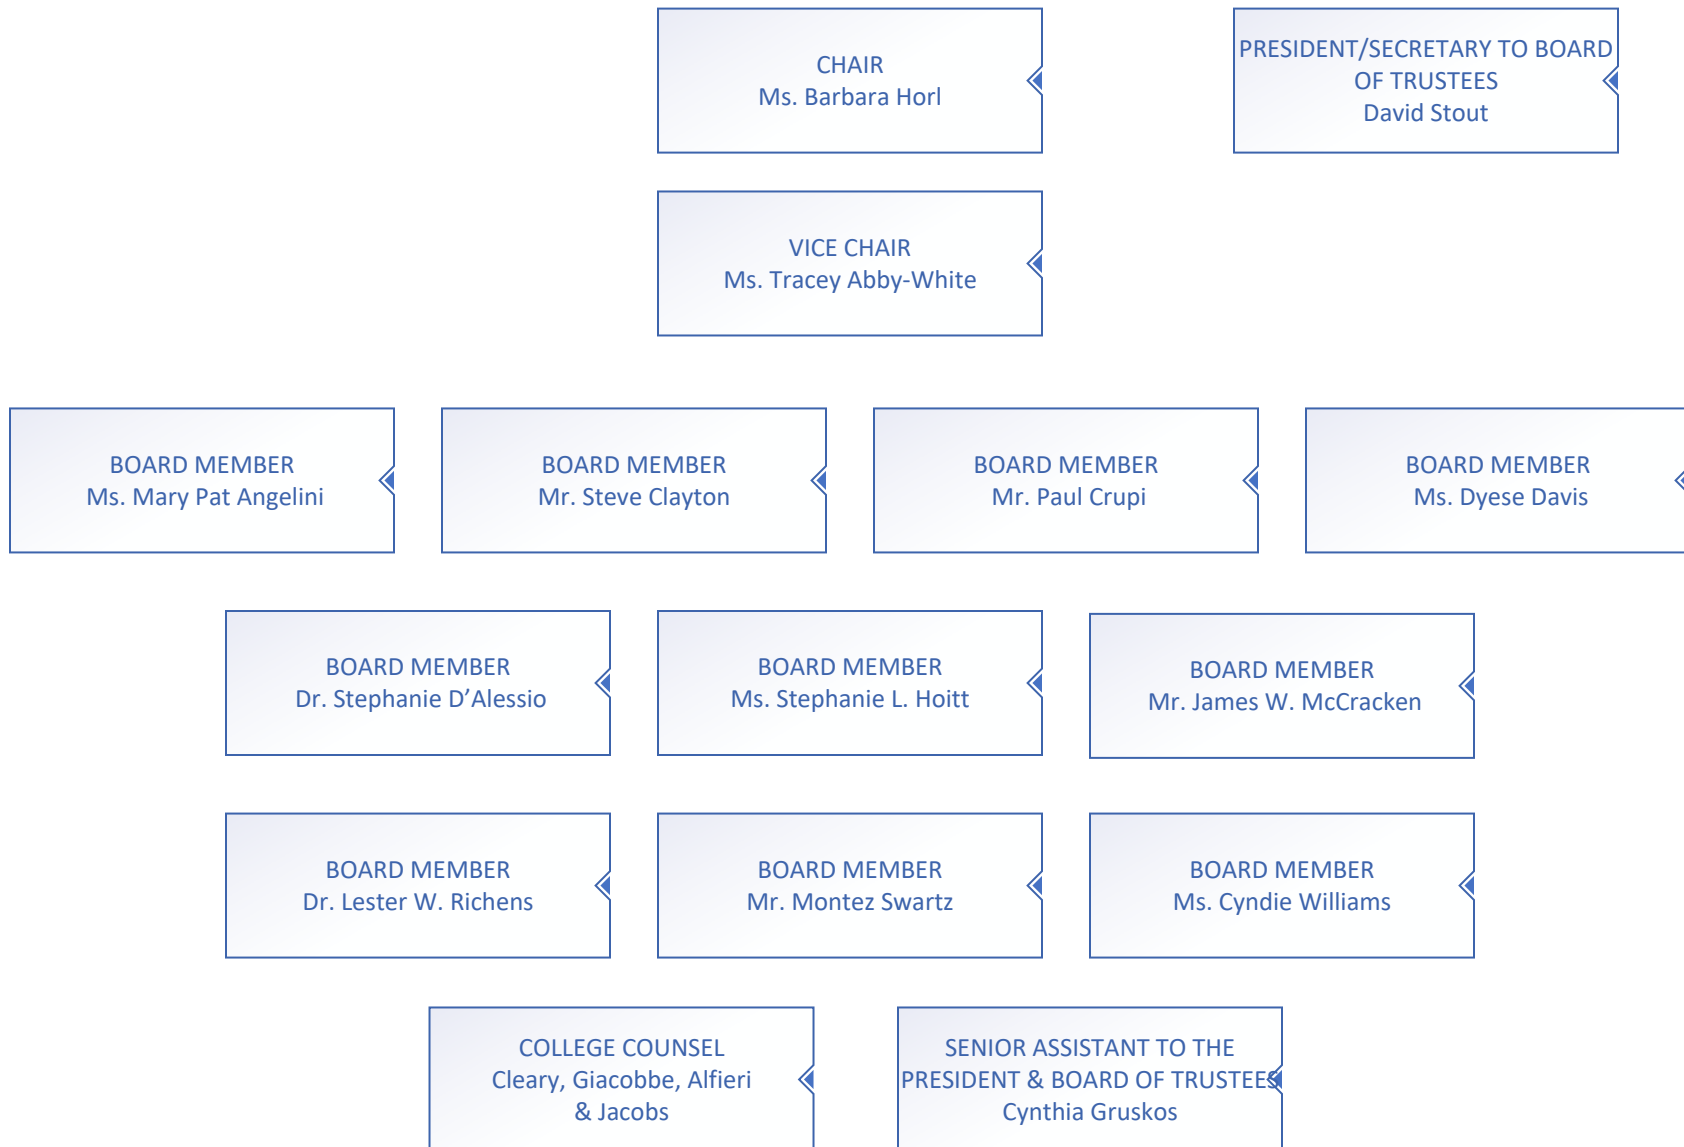 CHAIR
Ms. Barbara Horl
PRESIDENT/SECRETARY TO BOARD
OF TRUSTEES
David Stout
VICE CHAIR
Ms. Tracey Abby-White
BOARD MEMBER
Ms. Mary Pat Angelini
BOARD MEMBER
Mr. Steve Clayton
BOARD MEMBER
Mr. Paul Crupi
BOARD MEMBER
Ms. Dyese Davis
BOARD MEMBER
Dr. Stephanie D’Alessio
BOARD MEMBER
Ms. Stephanie L. Hoitt
BOARD MEMBER
Mr. James W. McCracken
BOARD MEMBER
Dr. Lester W. Richens
BOARD MEMBER
Mr. Montez Swartz
BOARD MEMBER
Ms. Cyndie Williams
COLLEGE COUNSEL
Cleary, Giacobbe, Alfieri
& Jacobs
SENIOR ASSISTANT TO THE
PRESIDENT & BOARD OF TRUSTEES
Cynthia Gruskos